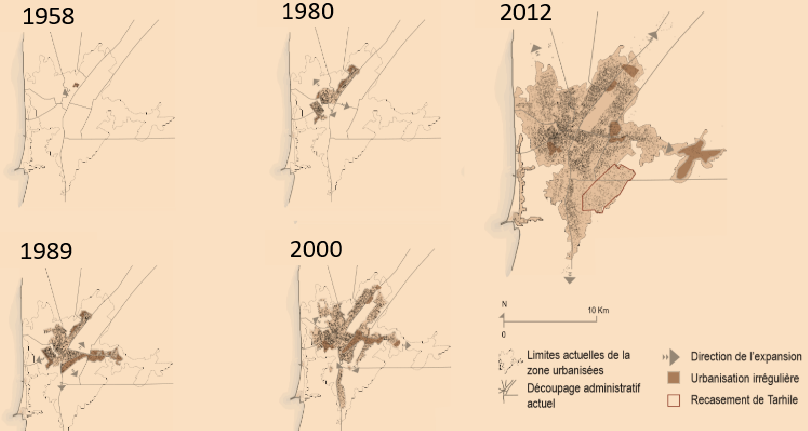 1958
1980
2012
1989
2000
N
0
10 Km
Limites actuelles de la
zone urbanisées
Découpage administratif
actuel
Direction de l'expansion
Urbanisation irrégulière
Recasement de Tarhile